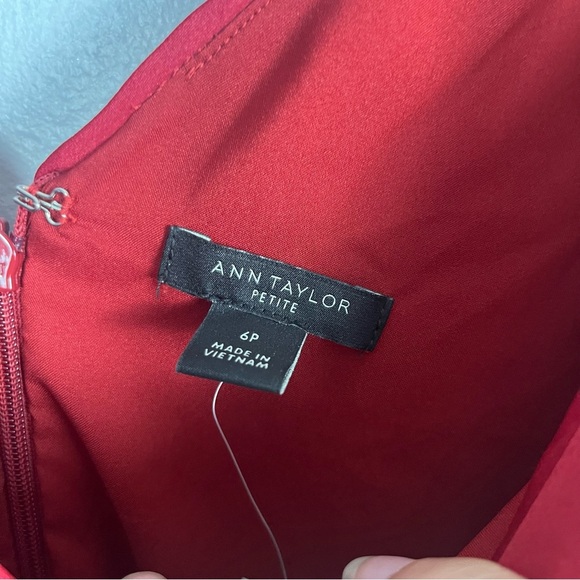 ANN TAYLOR
PETITE
6P
MADE IN
VIETNAM